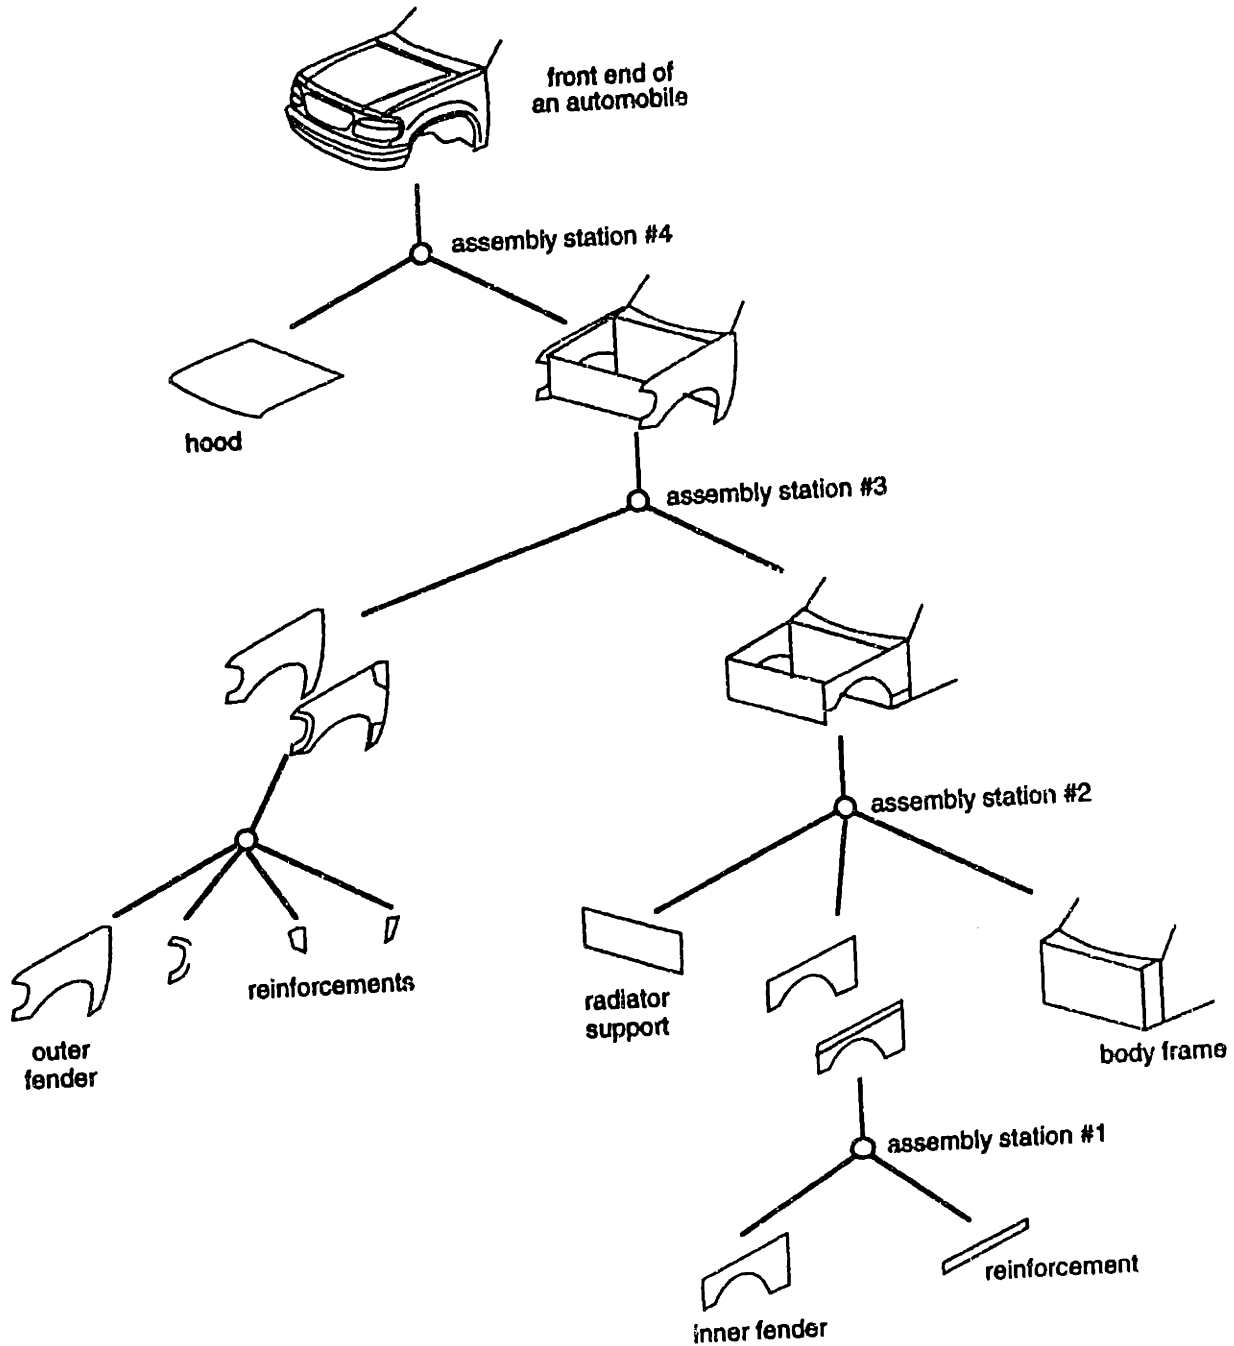 front end of
an automobile
assembly station #4
hood
assembly station #3
assembly station #2
reinforcements
outer
fender
radiator
support
body frame
assembly station #1
reinforcement
inner fender